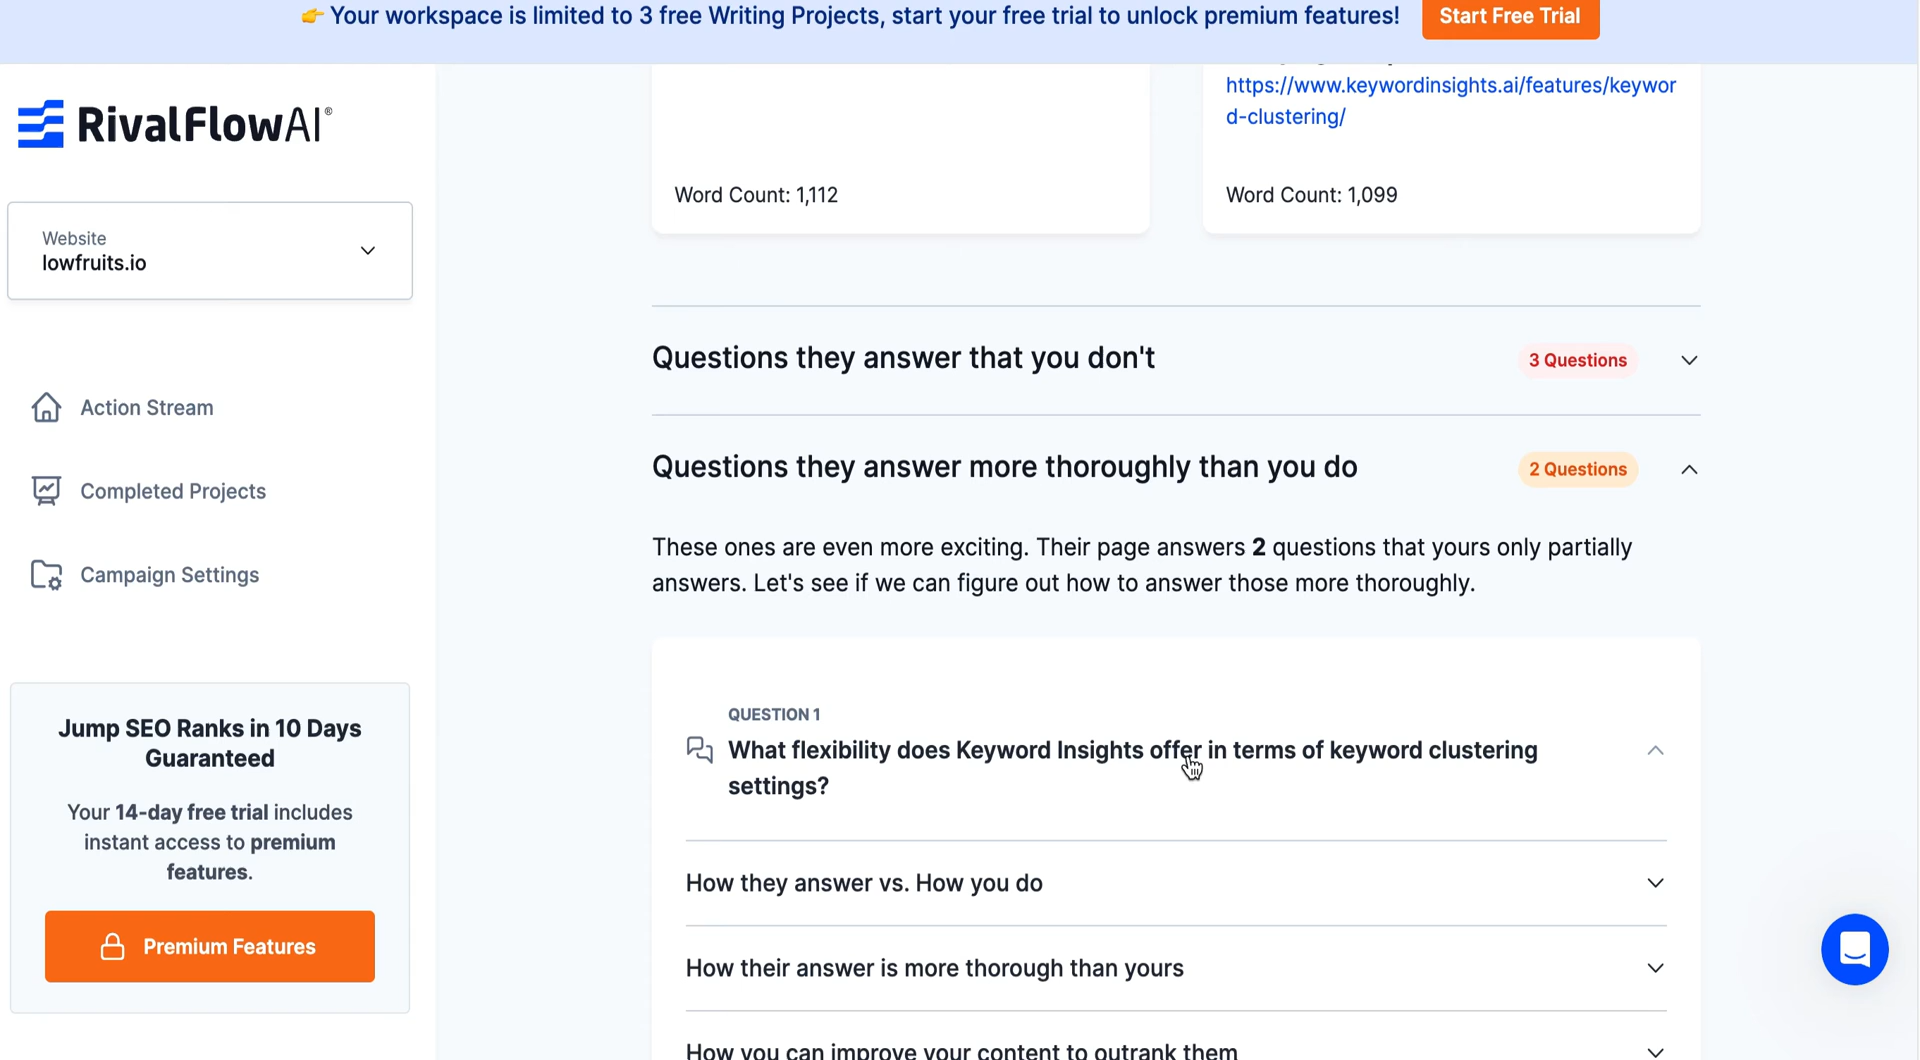 👉 Your workspace is limited to 3 free Writing Projects, start your free trial to unlock premium features!
Start Free Trial
RivalFlowAI®
Website
lowfruits.io
Action Stream
Completed Projects
Campaign Settings
Jump SEO Ranks in 10 Days
Guaranteed
Your 14-day free trial includes
instant access to premium
features.
Premium Features
Word Count: 1,112
https://www.keywordinsights.ai/features/keywor
d-clustering/
Word Count: 1,099
Questions they answer that you don't
3 Questions
Questions they answer more thoroughly than you do
2 Questions
These ones are even more exciting. Their page answers 2 questions that yours only partially
answers. Let's see if we can figure out how to answer those more thoroughly.
QUESTION 1
What flexibility does Keyword Insights offer in terms of keyword clustering
settings?
How they answer vs. How you do
How their answer is more thorough than yours
How you can improve your content to outrank them